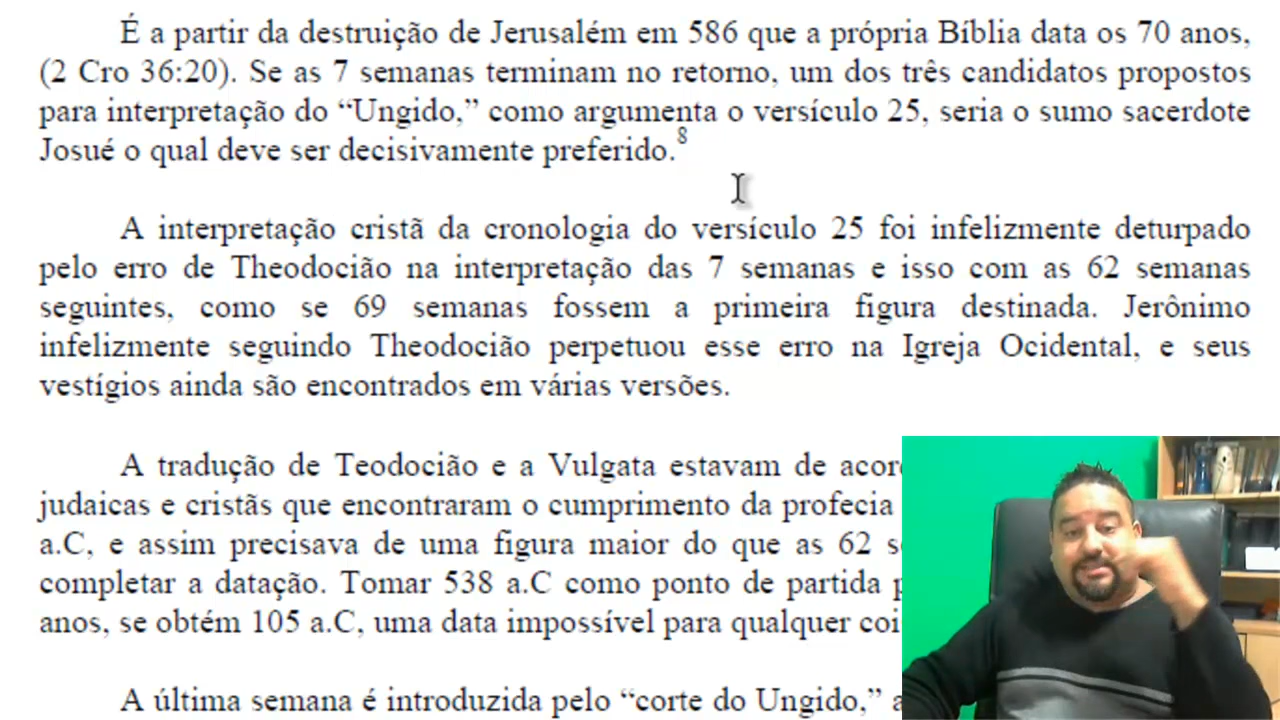 É a partir da destruição de Jerusalém em 586 que a própria Bíblia data os 70 anos,
(2 Cro 36:20). Se as 7 semanas terminam no retorno, um dos três candidatos propostos
para interpretação do “Ungido,” como argumenta o versículo 25, seria o sumo sacerdote
Josué o qual deve ser decisivamente preferido.8
A interpretação cristã da cronologia do versículo 25 foi infelizmente deturpado
pelo erro de Theodocião na interpretação das 7 semanas e isso com as 62 semanas
seguintes, como se 69 semanas fossem a primeira figura destinada. Jerônimo
infelizmente seguindo Theodocião perpetuou esse erro na Igreja Ocidental, e seus
vestígios ainda são encontrados em várias versões.
A tradução de Teodocião e a Vulgata estavam de
judaicas e cristãs que encontraram o cumprimento da profecia
a.C, e assim precisava de uma figura maior do que as 62
completar a datação. Tomar 538 a.C como ponto de partida
anos, se obtém 105 a.C, uma data impossível para qualquer
A última semana é introduzida pelo “corte do Ungido,”